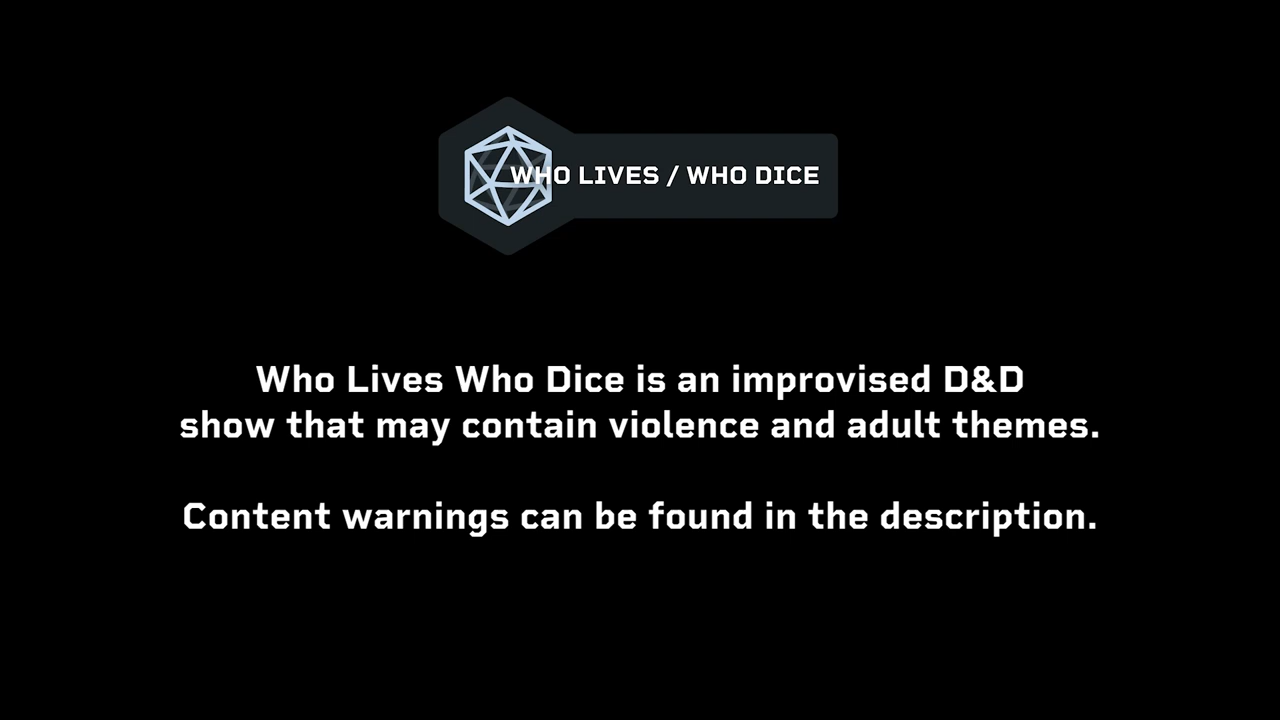 WHO LIVES / WHO DICE
Who Lives Who Dice is an improvised D&D
show that may contain violence and adult themes.
Content warnings can be found in the description.